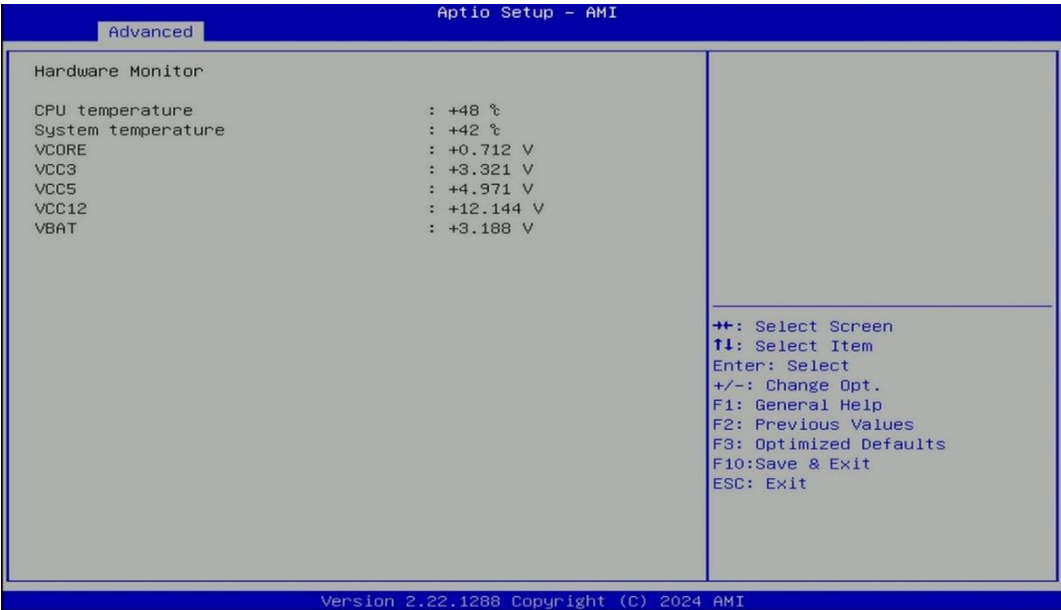 Aptio Setup - AMI
Advanced
Hardware Monitor
CPU temperature : +48 ℃
System temperature : +42 ℃
VCORE : +0.712 V
VCC3 : +3.321 V
VCC5 : +4.971 V
VCC12 : +12.144 V
VBAT : +3.188 V
→←: Select Screen
↑↓: Select Item
Enter: Select
+/-: Change Opt.
F1: General Help
F2: Previous Values
F3: Optimized Defaults
F10:Save & Exit
ESC: Exit
Version 2.22.1288 Copyright (C) 2024 AMI